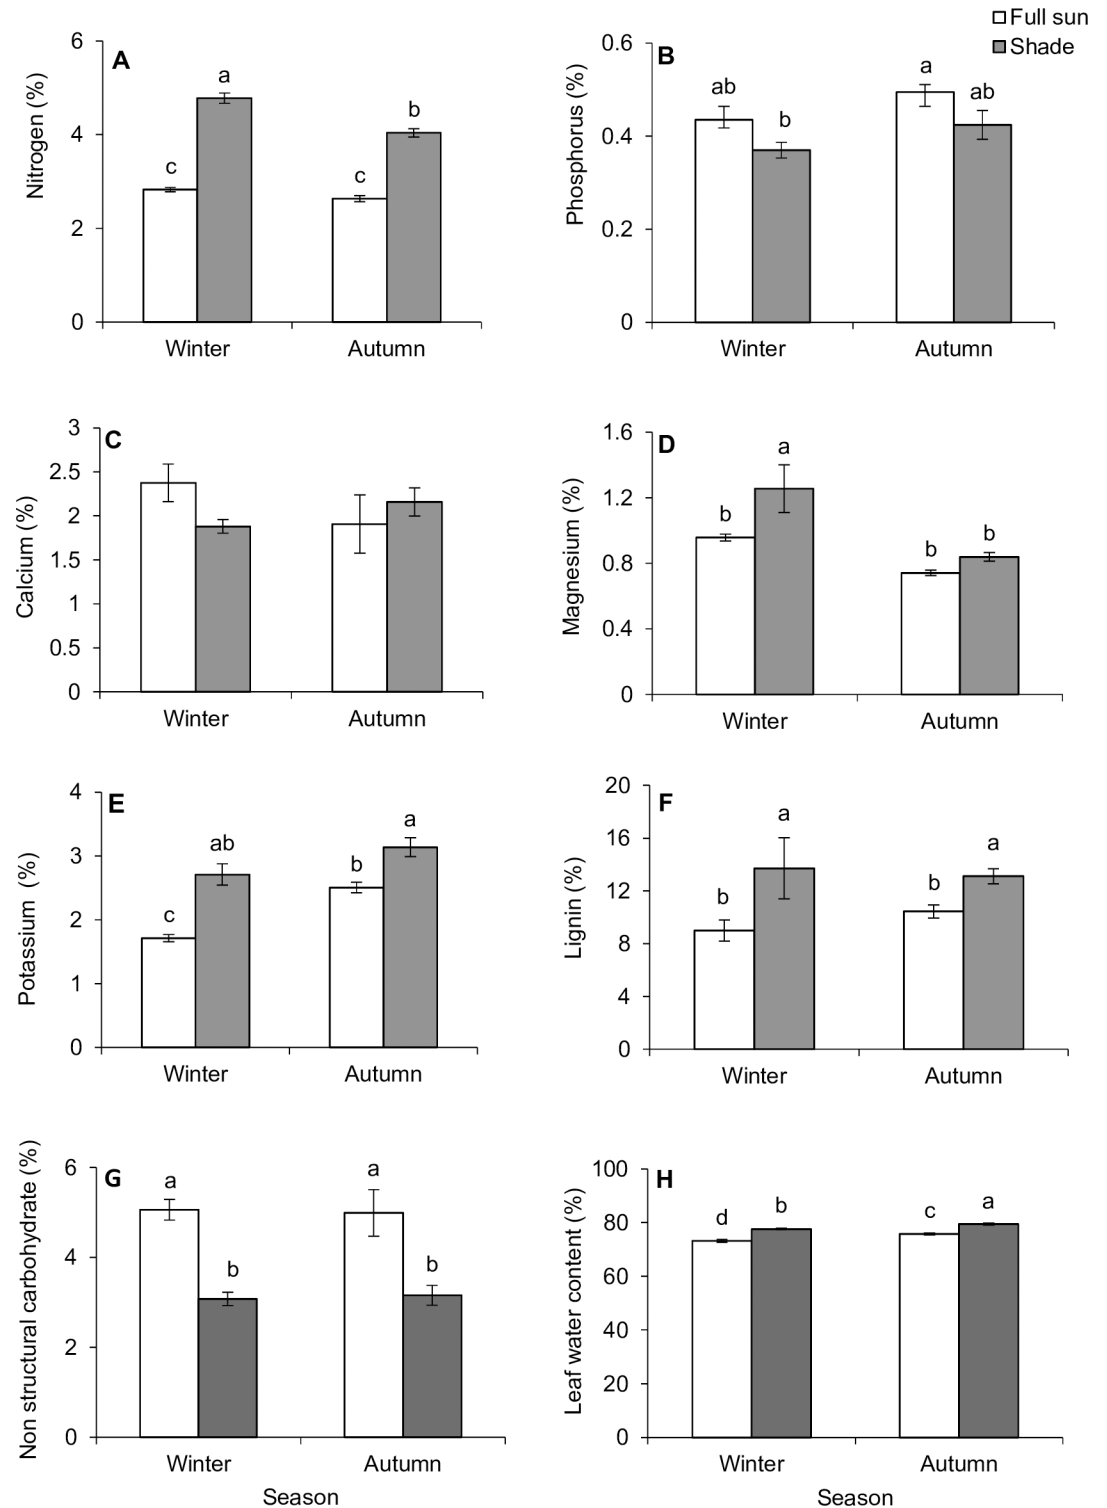 Full sun
Shade
A
Nitrogen (%)
6
4
2
0
c
a
c
b
Winter
Autumn
B
Phosphorus (%)
0.6
0.4
0.2
0
ab
b
a
ab
Winter
Autumn
C
Calcium (%)
3
2.5
2
1.5
1
0.5
0
Winter
Autumn
D
Magnesium (%)
1.6
1.2
0.8
0.4
0
b
a
b
b
Winter
Autumn
E
Potassium (%)
4
3
2
1
0
c
ab
b
a
Winter
Autumn
F
Lignin (%)
20
16
12
8
4
0
b
a
b
a
Winter
Autumn
G
Non structural carbohydrate (%)
6
4
2
0
a
b
a
b
Winter
Autumn
Season
H
Leaf water content (%)
100
80
60
40
20
0
d
b
c
a
Winter
Autumn
Season